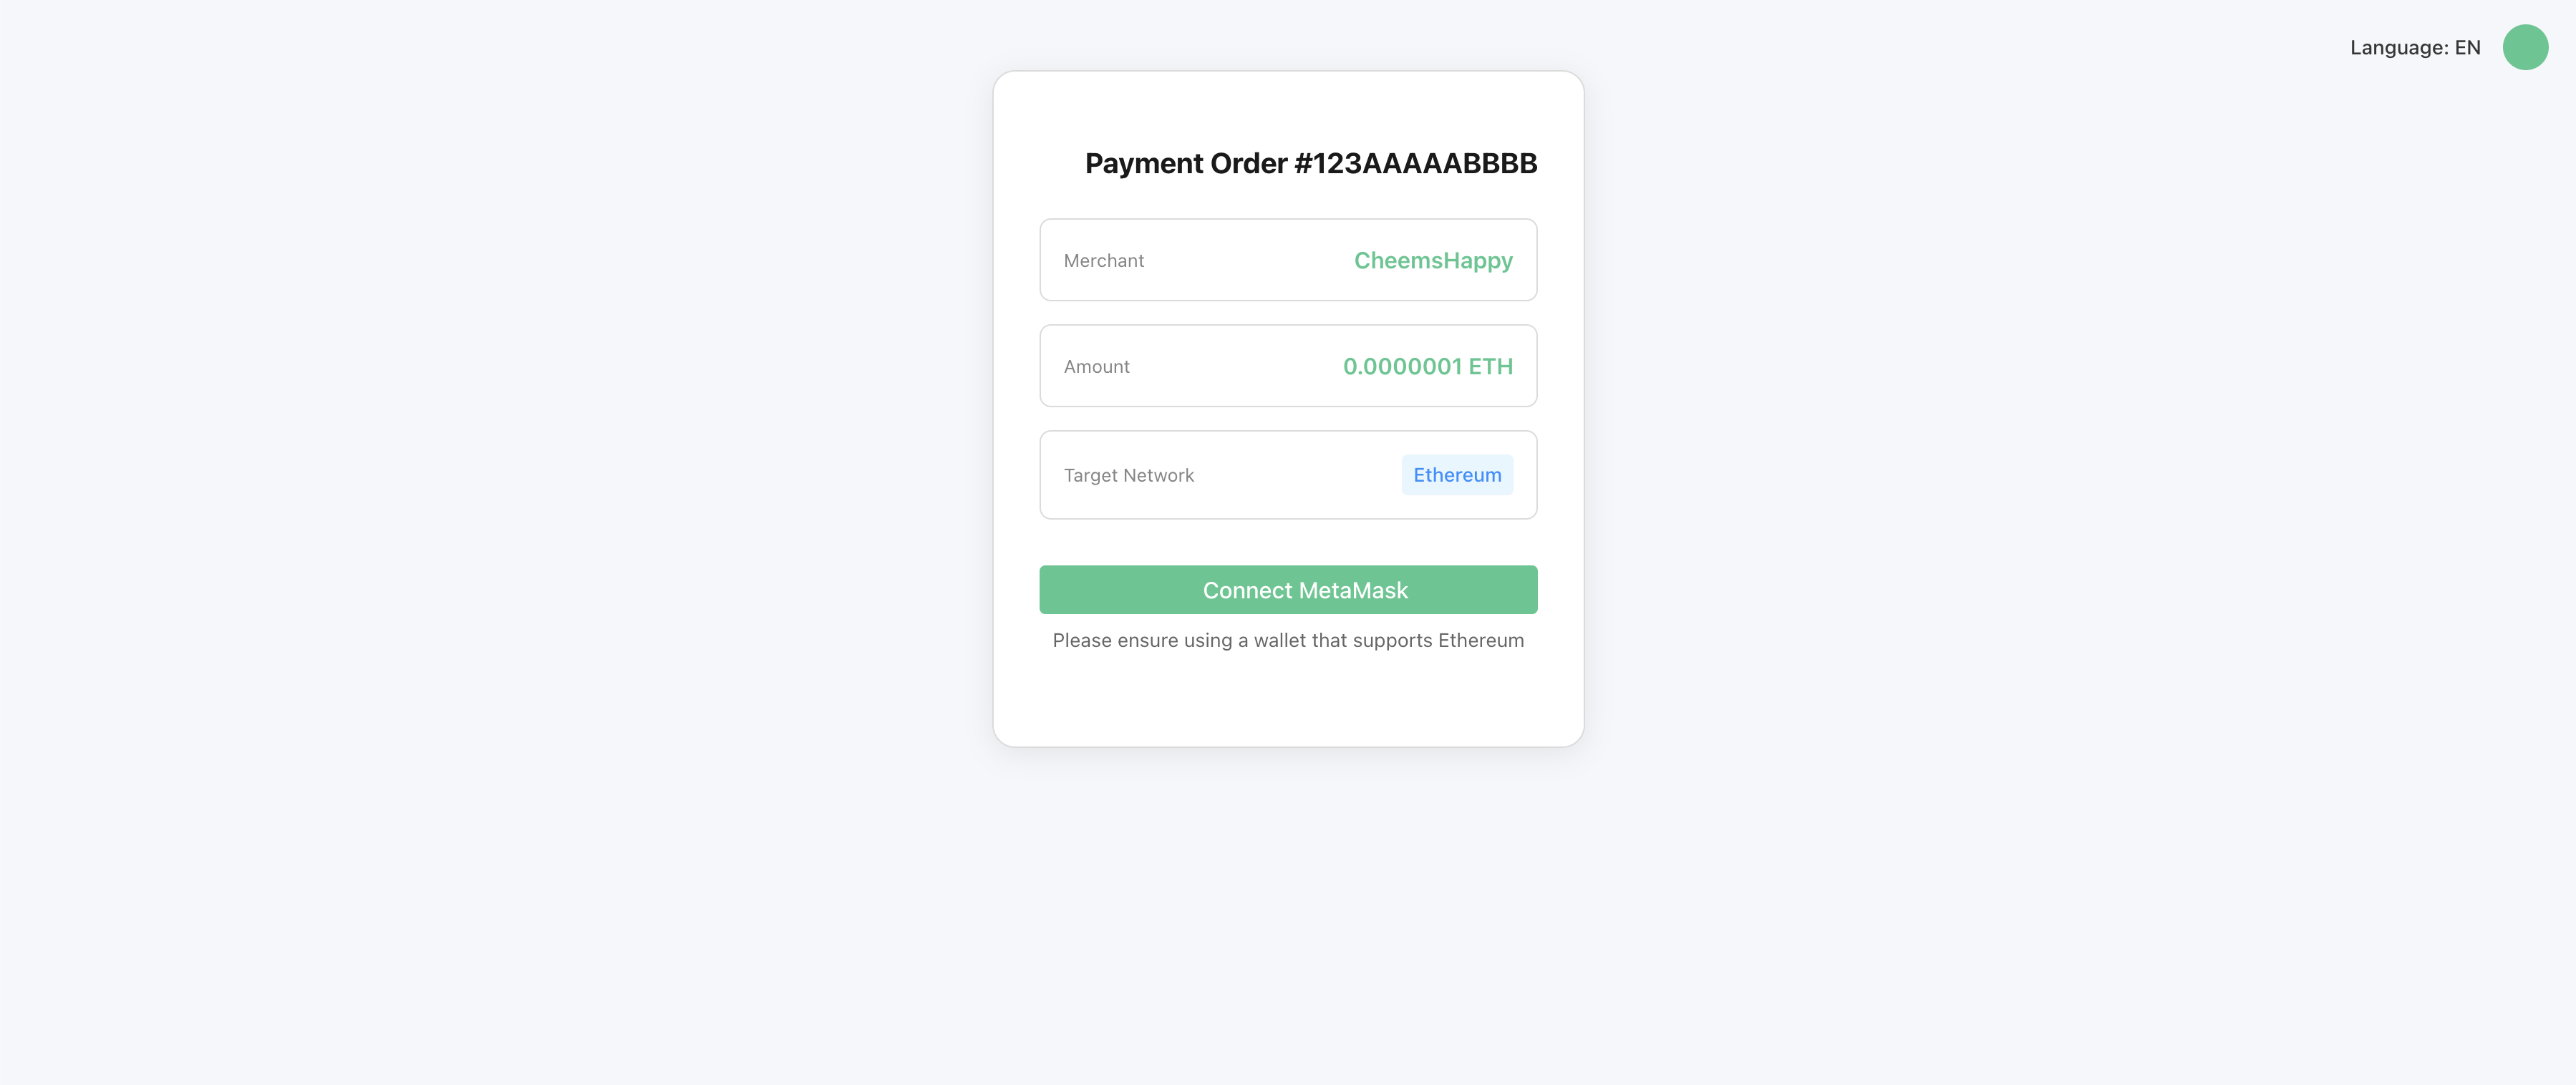 Language: EN
Payment Order #123AAAAABBBB
Merchant CheemsHappy
Amount 0.0000001 ETH
Target Network Ethereum
Connect MetaMask
Please ensure using a wallet that supports Ethereum